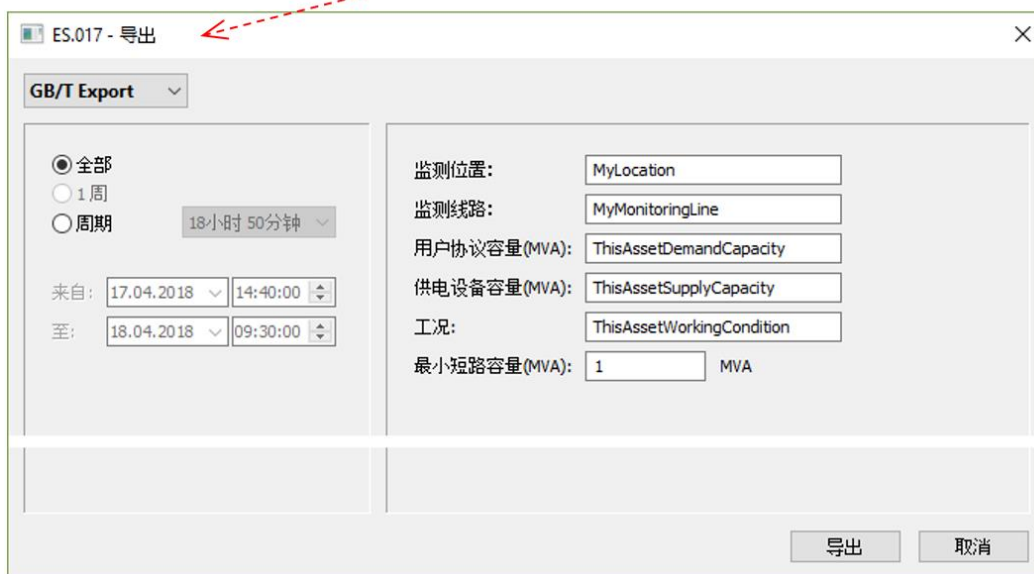 ES.017 - 导出
GB/T Export
全部
1周
周期 18小时 50分钟
来自: 17.04.2018 14:40:00
至: 18.04.2018 09:30:00
监测位置: MyLocation
监测线路: MyMonitoringLine
用户协议容量(MVA): ThisAssetDemandCapacity
供电设备容量(MVA): ThisAssetSupplyCapacity
工况: ThisAssetWorkingCondition
最小短路容量(MVA): 1 MVA
导出 取消